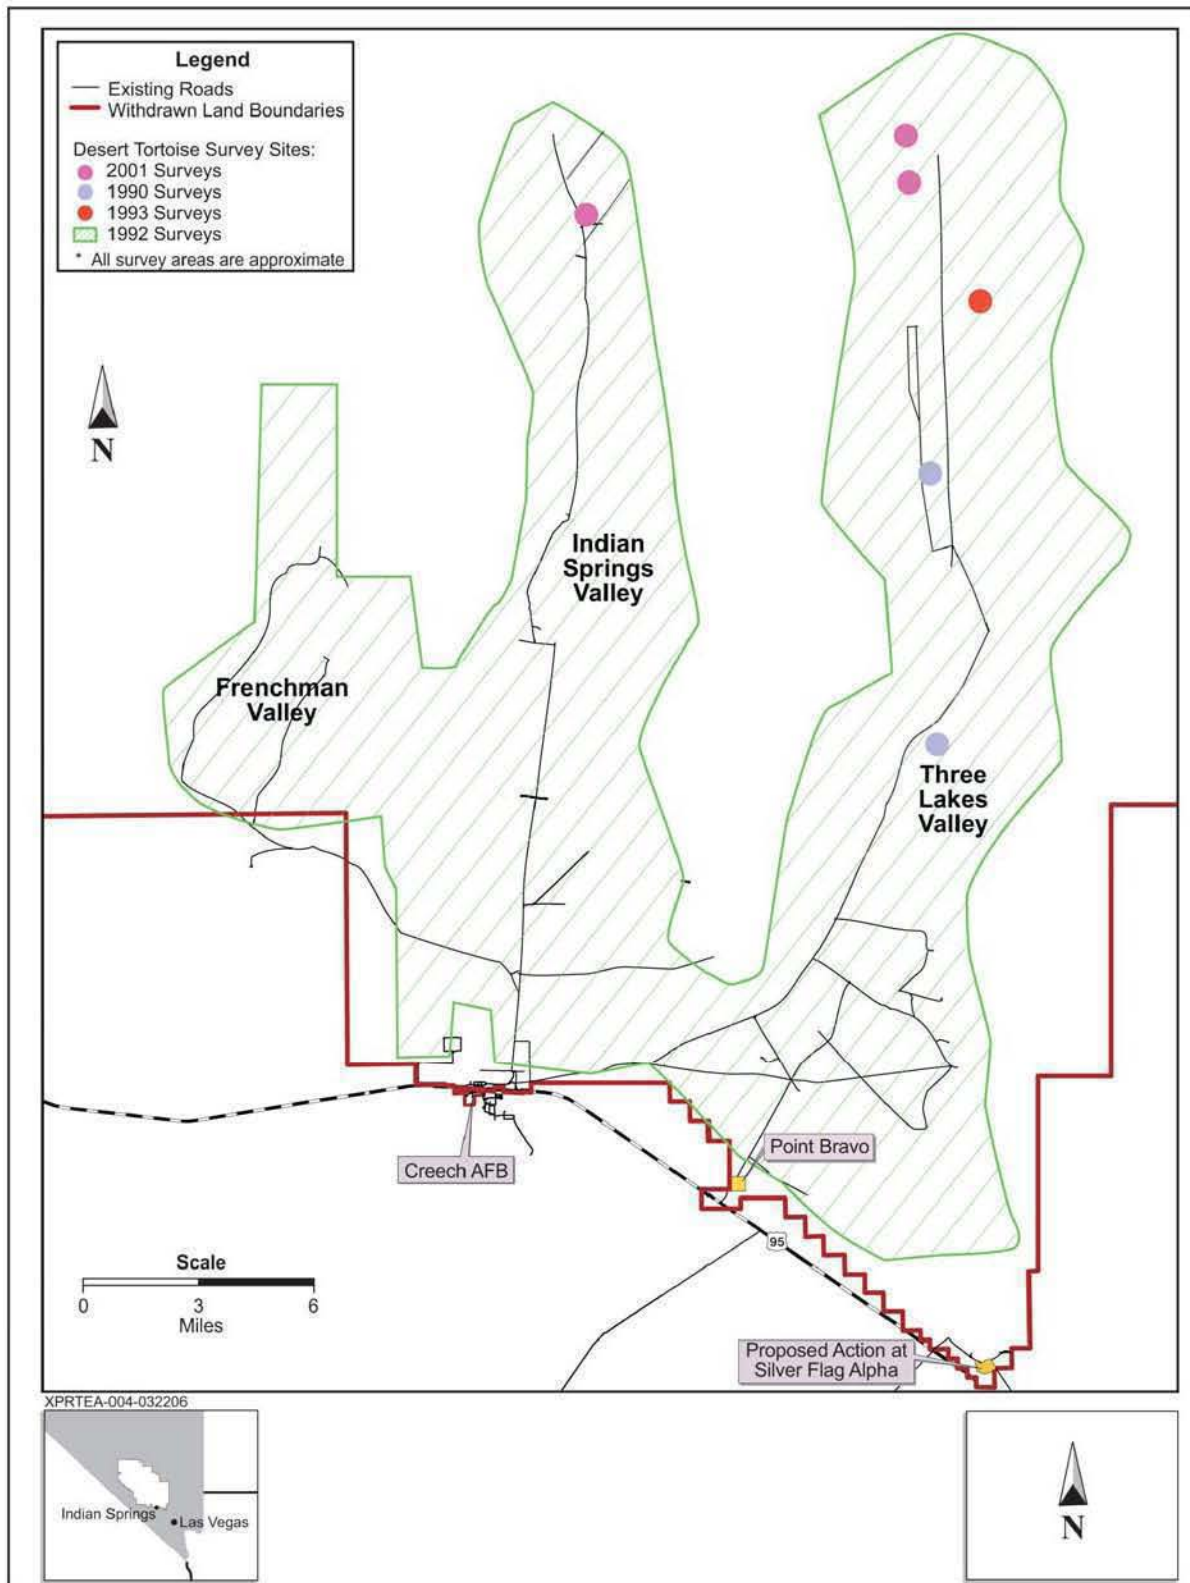 Legend
Existing Roads
Withdrawn Land Boundaries
Desert Tortoise Survey Sites:
2001 Surveys
1990 Surveys
1993 Surveys
1992 Surveys
* All survey areas are approximate
N
Indian
Springs
Valley
Frenchman
Valley
Three
Lakes
Valley
Point Bravo
Creech AFB
95
Scale
0 3 6
Miles
Proposed Action at
Silver Flag Alpha
XPRTEA-004-032206
Indian Springs
Las Vegas
N